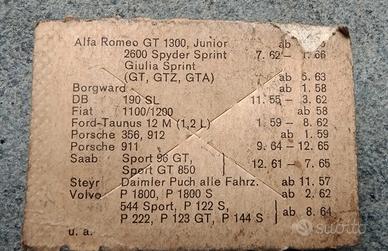 Alfa Romeo GT 1300, Junior ab
2600 Spyder Sprint 7. 62 — 1. 66
Giulia Sprint
(GT, GTZ, GTA) ab 5. 63
Borgward ab 1. 58
DB 190 SL 11. 55 — 3. 62
Fiat 1100/1200 ab 58
Ford-Taunus 12 M (1,2 L) 1. 59 — 8. 62
Porsche 356, 912 ab 1. 59
Porsche 911 9. 64 — 12. 65
Saab Sport 96 GT,
Sport GT 850 12. 61 — 7. 65
Steyr Daimler Puch alle Fahrz. ab 11. 57
Volvo P 1800, P 1800 S ab 2. 62
544 Sport, P 122 S,
P 222, P 123 GT, P 144 S ab 8. 64
u. a.
subito